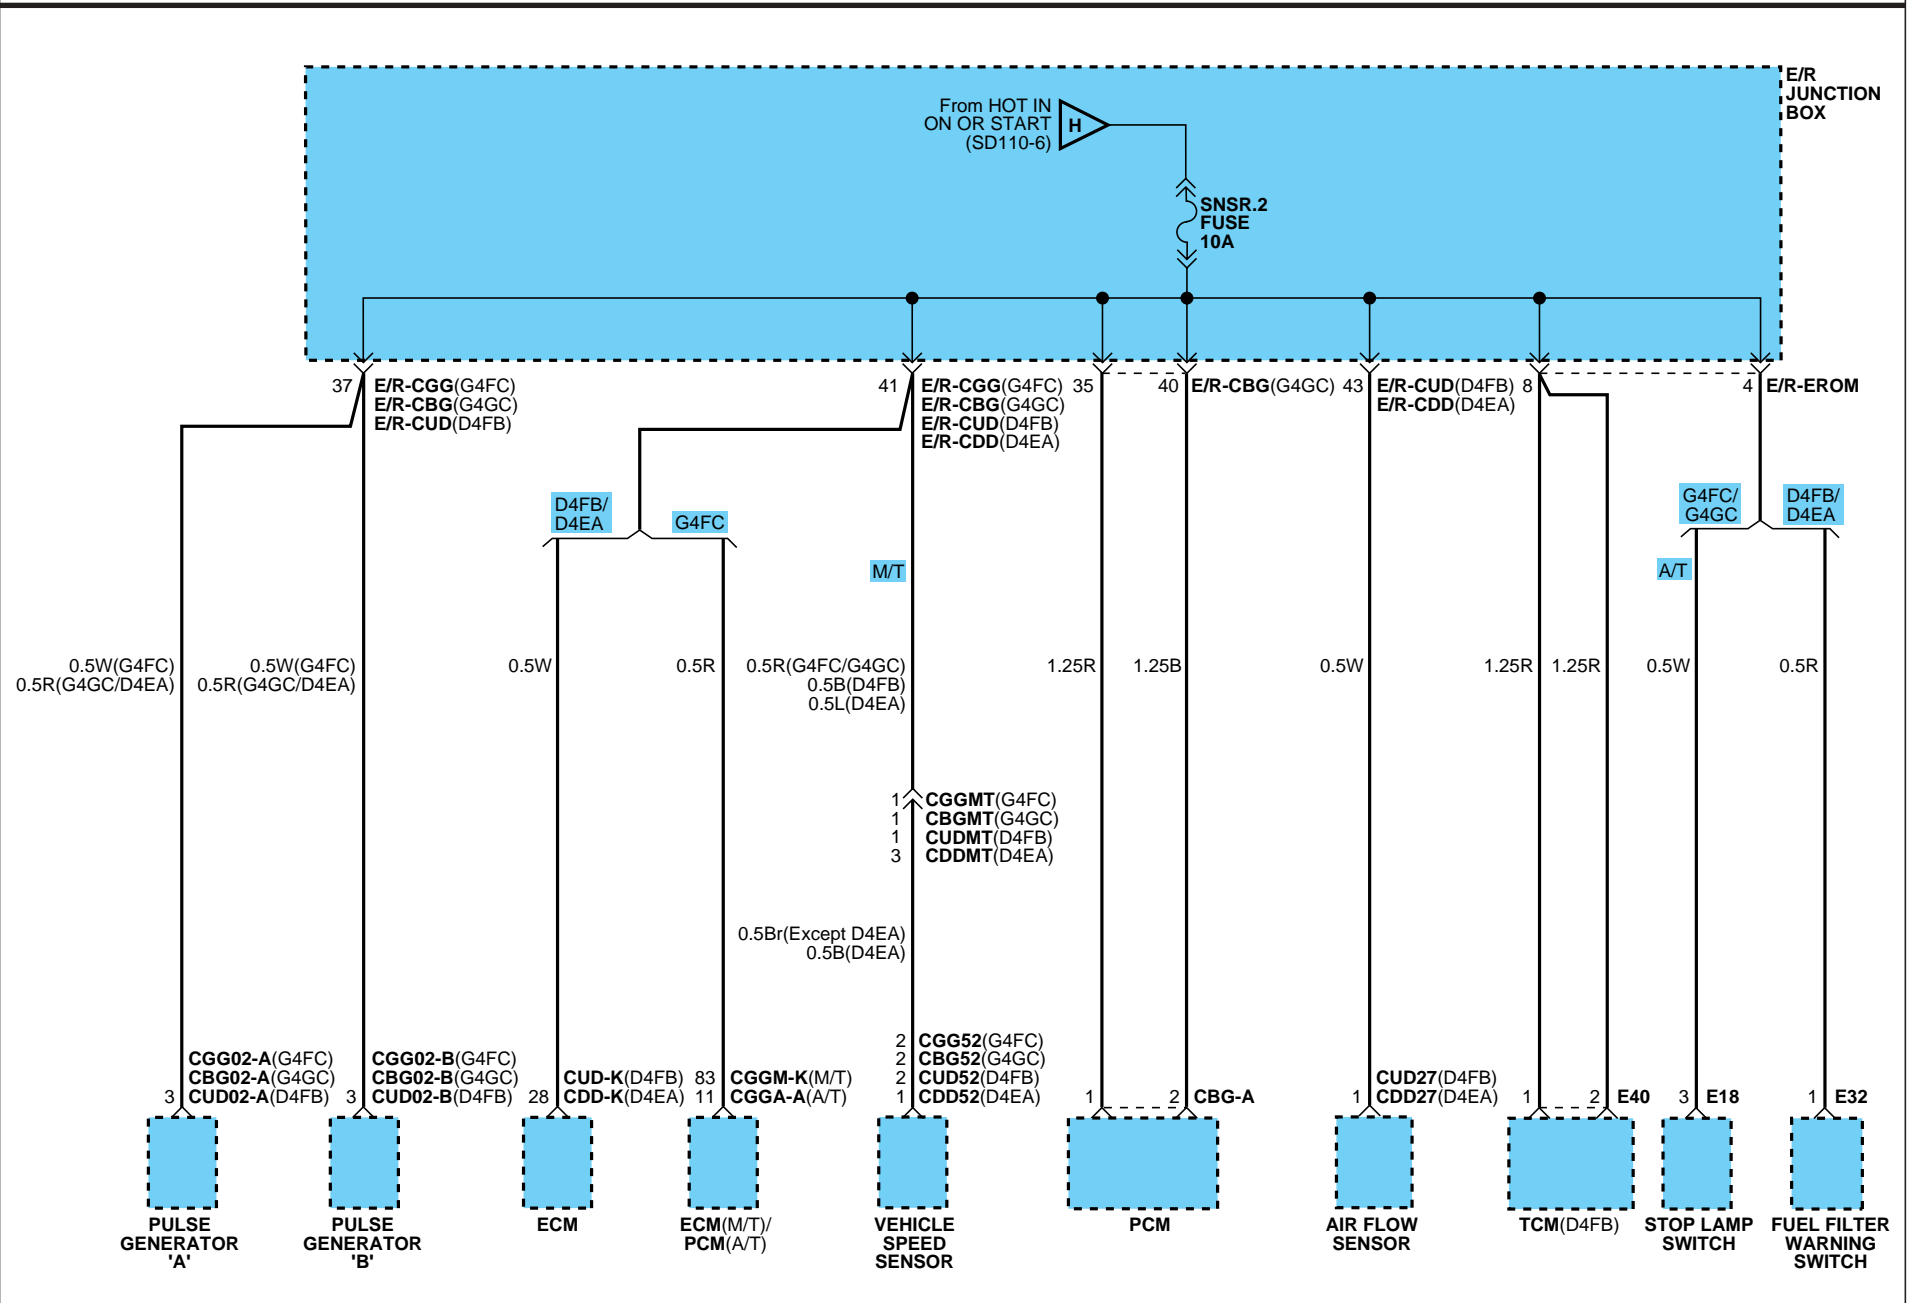 E/R
JUNCTION
BOX
From HOT IN
ON OR START
(SD110-6)
H
SNSR.2
FUSE
10A
37
E/R-CGG(G4FC)
E/R-CBG(G4GC)
E/R-CUD(D4FB)
41
E/R-CGG(G4FC)
E/R-CBG(G4GC)
E/R-CUD(D4FB)
E/R-CDD(D4EA)
35
40
E/R-CBG(G4GC)
43
E/R-CUD(D4FB)
E/R-CDD(D4EA)
8
4
E/R-EROM
D4FB/
D4EA
G4FC
G4FC/
G4GC
D4FB/
D4EA
M/T
A/T
0.5W(G4FC)
0.5R(G4GC/D4EA)
0.5W(G4FC)
0.5R(G4GC/D4EA)
0.5W
0.5R
0.5R(G4FC/G4GC)
0.5B(D4FB)
0.5L(D4EA)
1.25R
1.25B
0.5W
1.25R
1.25R
0.5W
0.5R
1 CGGMT(G4FC)
1 CBGMT(G4GC)
1 CUDMT(D4FB)
3 CDDMT(D4EA)
0.5Br(Except D4EA)
0.5B(D4EA)
CGG02-A(G4FC)
CBG02-A(G4GC)
3 CUD02-A(D4FB)
CGG02-B(G4FC)
CBG02-B(G4GC)
3 CUD02-B(D4FB)
CUD-K(D4FB)
28 CDD-K(D4EA)
83 CGGM-K(M/T)
11 CGGA-A(A/T)
2 CGG52(G4FC)
2 CBG52(G4GC)
2 CUD52(D4FB)
1 CDD52(D4EA)
1
2 CBG-A
CUD27(D4FB)
1 CDD27(D4EA)
1
2 E40
3 E18
1 E32
PULSE
GENERATOR
'A'
PULSE
GENERATOR
'B'
ECM
ECM(M/T)/
PCM(A/T)
VEHICLE
SPEED
SENSOR
PCM
AIR FLOW
SENSOR
TCM(D4FB)
STOP LAMP
SWITCH
FUEL FILTER
WARNING
SWITCH